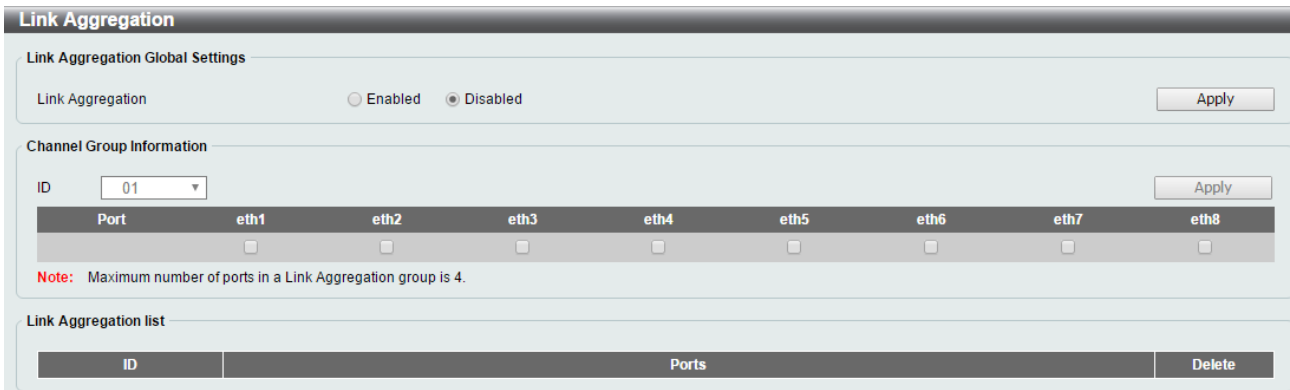 Link Aggregation
Link Aggregation Global Settings
Link Aggregation Enabled Disabled Apply
Channel Group Information
ID 01 Apply
Port eth1 eth2 eth3 eth4 eth5 eth6 eth7 eth8
Note: Maximum number of ports in a Link Aggregation group is 4.
Link Aggregation list
ID Ports Delete